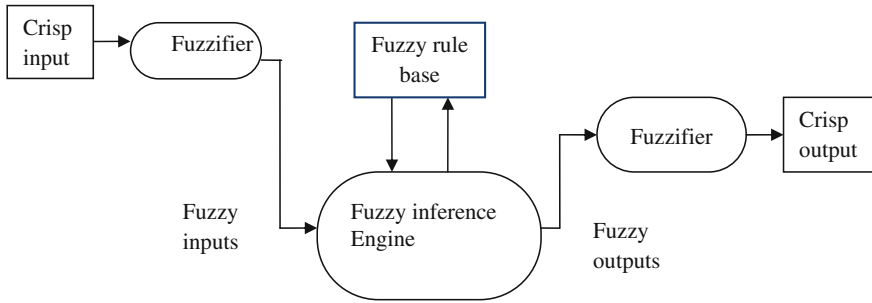 Crisp
input
Fuzzifier
Fuzzy rule
base
Fuzzifier
Crisp
output
Fuzzy
inputs
Fuzzy inference
Engine
Fuzzy
outputs